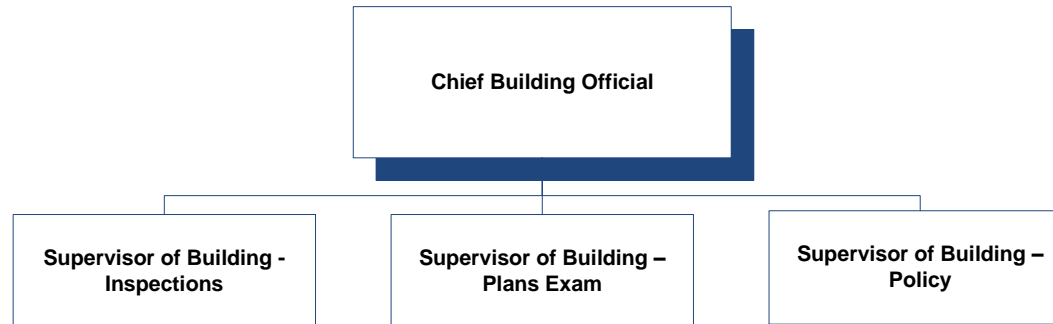 Chief Building Official
Supervisor of Building -
Inspections
Supervisor of Building –
Plans Exam
Supervisor of Building –
Policy